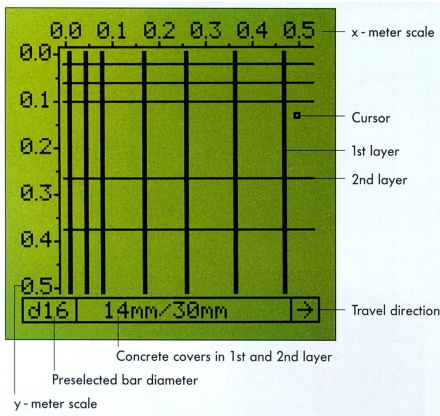 0.0 0.1 0.2 0.3 0.4 0.5
x - meter scale
0.0
0.1
Cursor
0.2
1st layer
2nd layer
0.3
0.4
0.5
d16 14mm/30mm →
Travel direction
Concrete covers in 1st and 2nd layer
Preselected bar diameter
y - meter scale